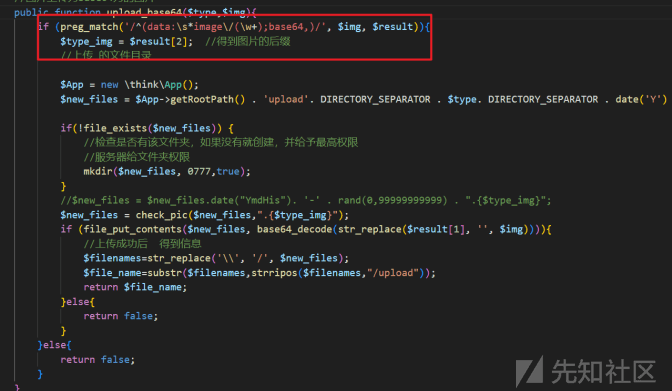 public function upload_base64($type,$img){
if (preg_match('/^(data:\s*image\/(\w+);base64,)/', $img, $result)){
$type_img = $result[2]; //得到图片的后缀
//上传 的文件目录
$App = new \think\App();
$new_files = $App->getRootPath() . 'upload'. DIRECTORY_SEPARATOR . $type. DIRECTORY_SEPARATOR . date('Y')
if(!file_exists($new_files)) {
//检查是否有该文件夹，如果没有就创建，并给予最高权限
//服务器给文件夹权限
mkdir($new_files, 0777,true);
}
//$new_files = $new_files.date("YmdHis"). '-' . rand(0,99999999999) . ".{$type_img}";
$new_files = check_pic($new_files,".{$type_img}");
if (file_put_contents($new_files, base64_decode(str_replace($result[1], '', $img)))){
//上传成功后 得到信息
$filenames=str_replace('\\', '/', $new_files);
$file_name=substr($filenames,strripos($filenames,"/upload"));
return $file_name;
}else{
return false;
}
}else{
return false;
}
}
先知社区